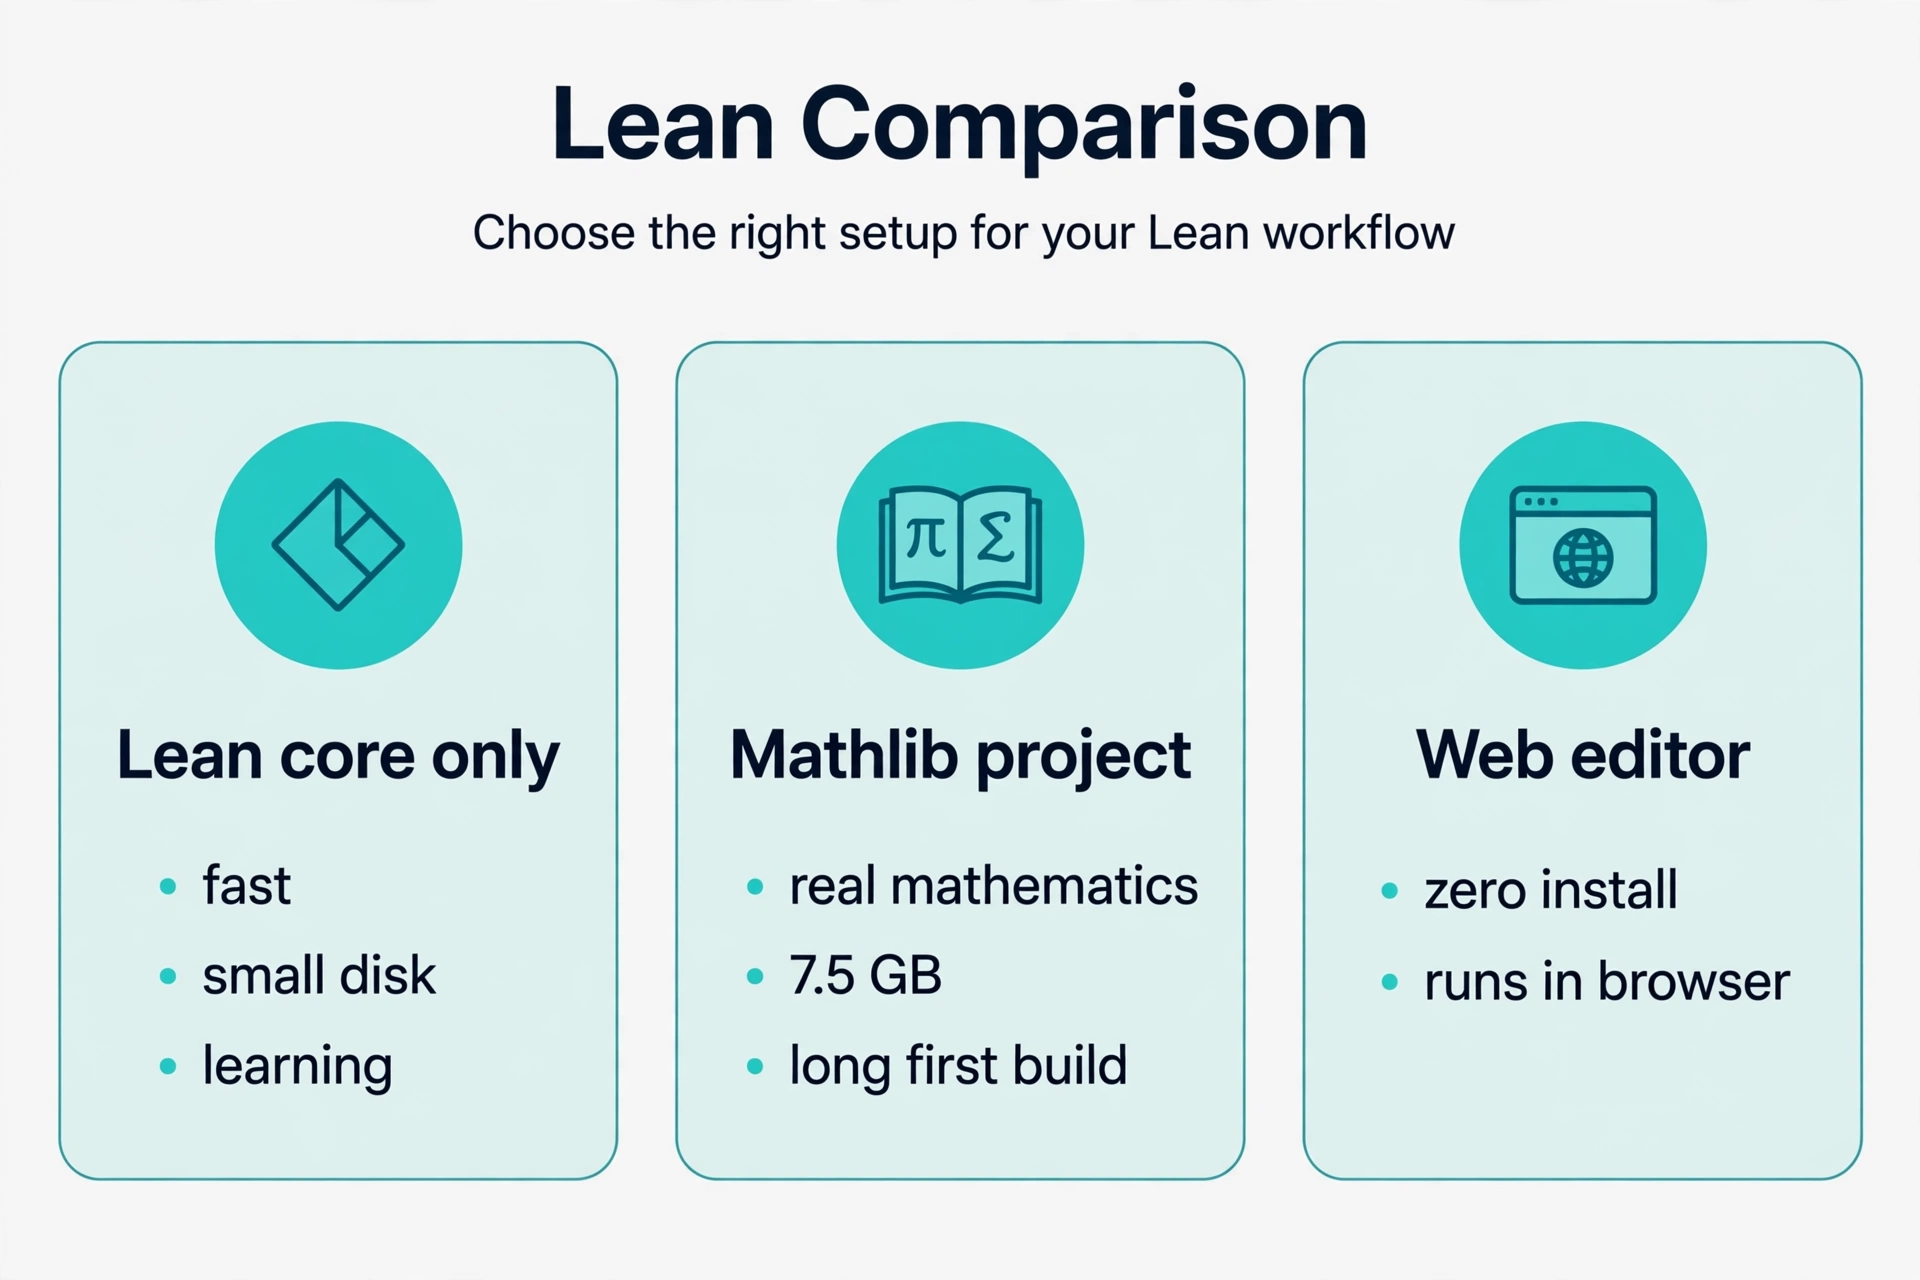 Lean Comparison
Choose the right setup for your Lean workflow
Lean core only
• fast
• small disk
• learning
π Σ
Mathlib project
• real mathematics
• 7.5 GB
• long first build
Web editor
• zero install
• runs in browser